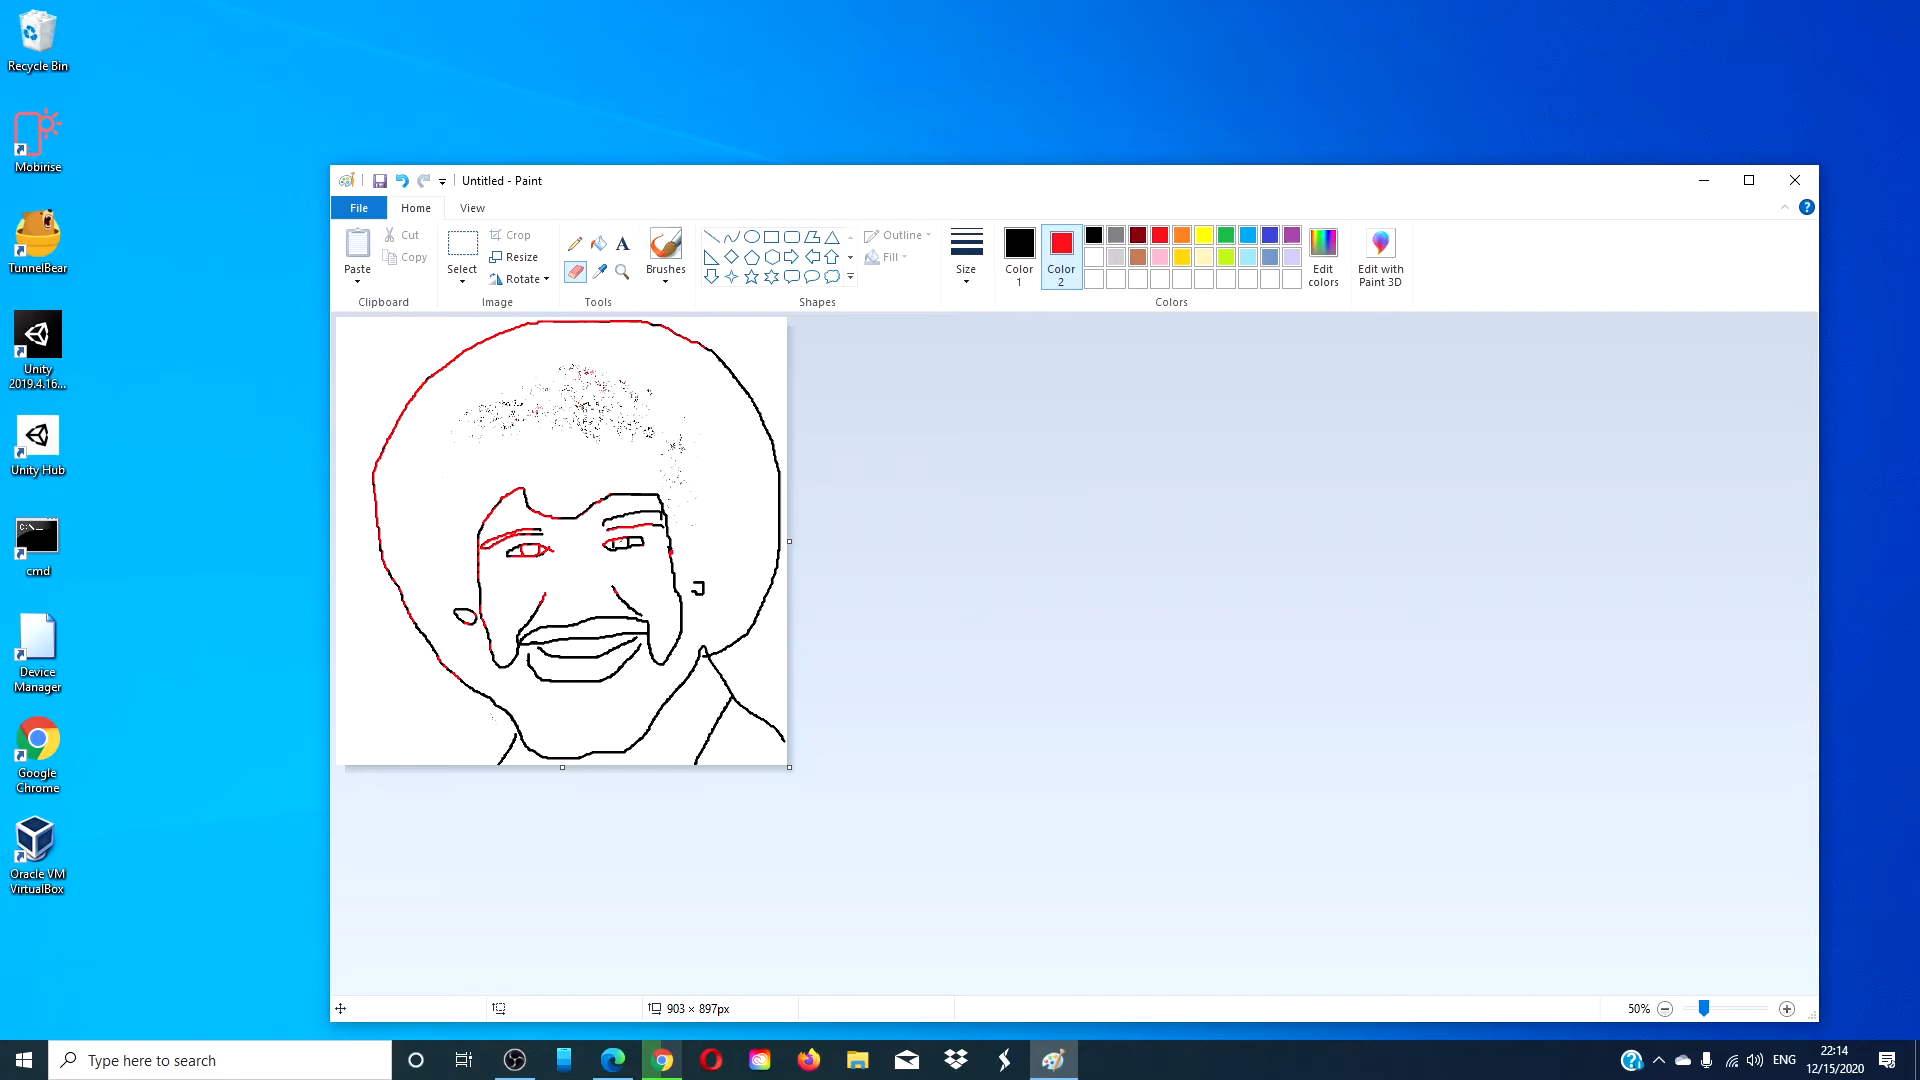 Recycle Bin
Mobirise
TunnelBear
Unity
2019.4.16...
Unity Hub
C:\_
cmd
Device
Manager
Google
Chrome
Oracle VM
VirtualBox
Untitled - Paint
File Home View
Paste
Cut
Copy
Clipboard
Select
Crop
Resize
Rotate
Image
A
Tools
Brushes
Shapes
Outline
Fill
Size
Color
1
Color
2
Colors
Edit
colors
Edit with
Paint 3D
903 × 897px
50%
Type here to search
ENG
22:14
12/15/2020